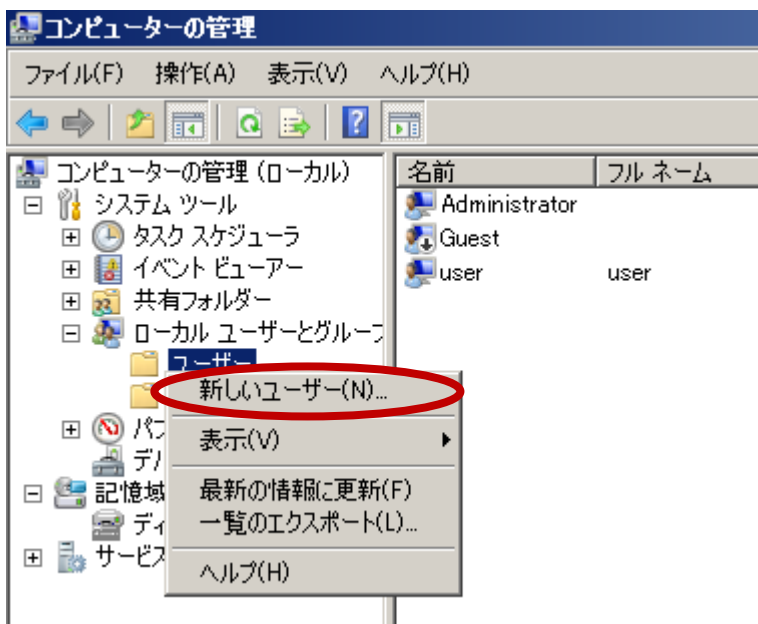 コンピューターの管理
ファイル(F) 操作(A) 表示(V) ヘルプ(H)
コンピューターの管理 (ローカル)
システム ツール
タスク スケジューラ
イベント ビューアー
共有フォルダー
ローカル ユーザーとグループ
ユーザー
パフ
デバ
記憶域
ディ
サービス
名前 フル ネーム
Administrator
Guest
user user
新しいユーザー(N)...
表示(V)
最新の情報に更新(F)
一覧のエクスポート(L)...
ヘルプ(H)